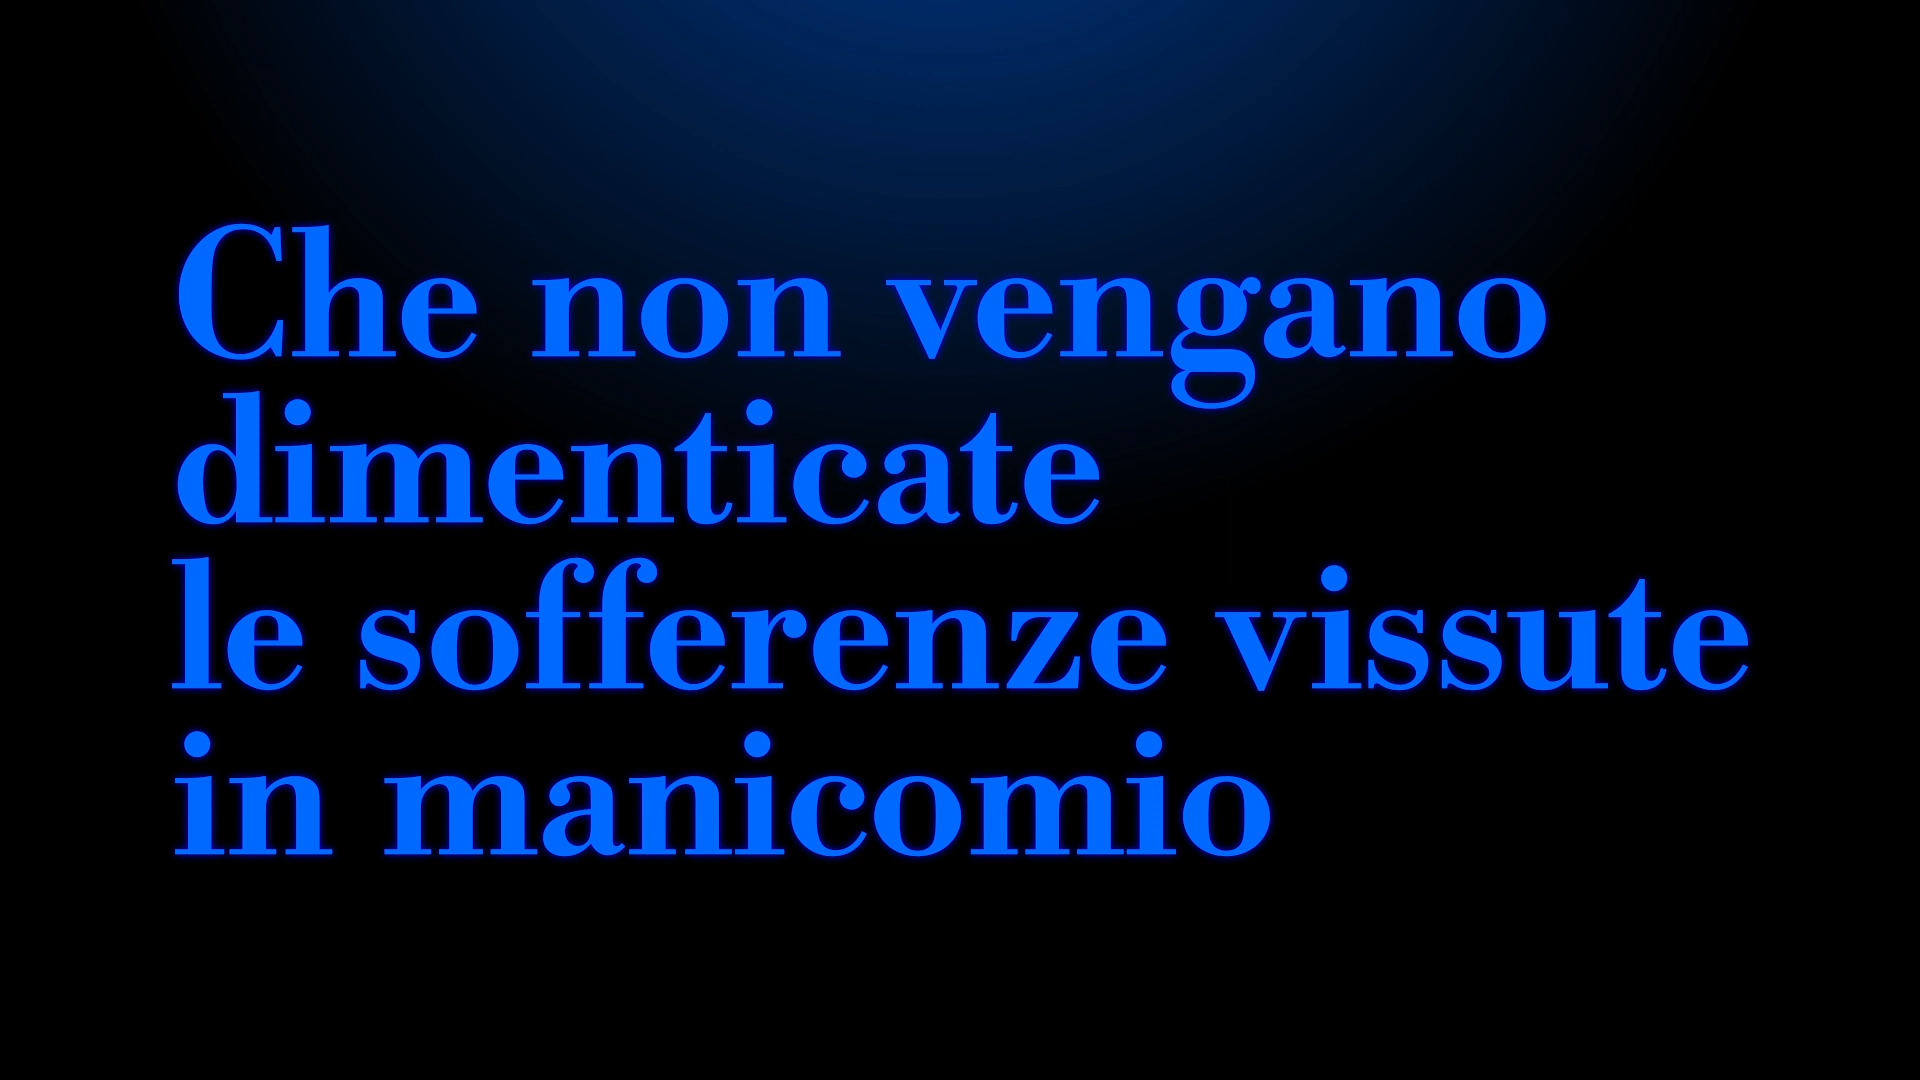 Che non vengano
dimenticate
le sofferenze vissute
in manicomio